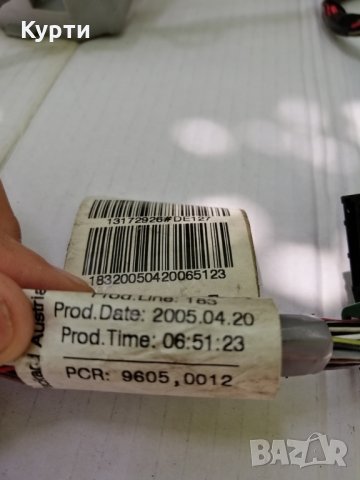 Курти
13172926#DE127
18320050420065123
Prod.Line: 183
Prod.Date: 2005.04.20
Prod.Time: 06:51:23
PCR: 9605,0012
Austria
BAZAR